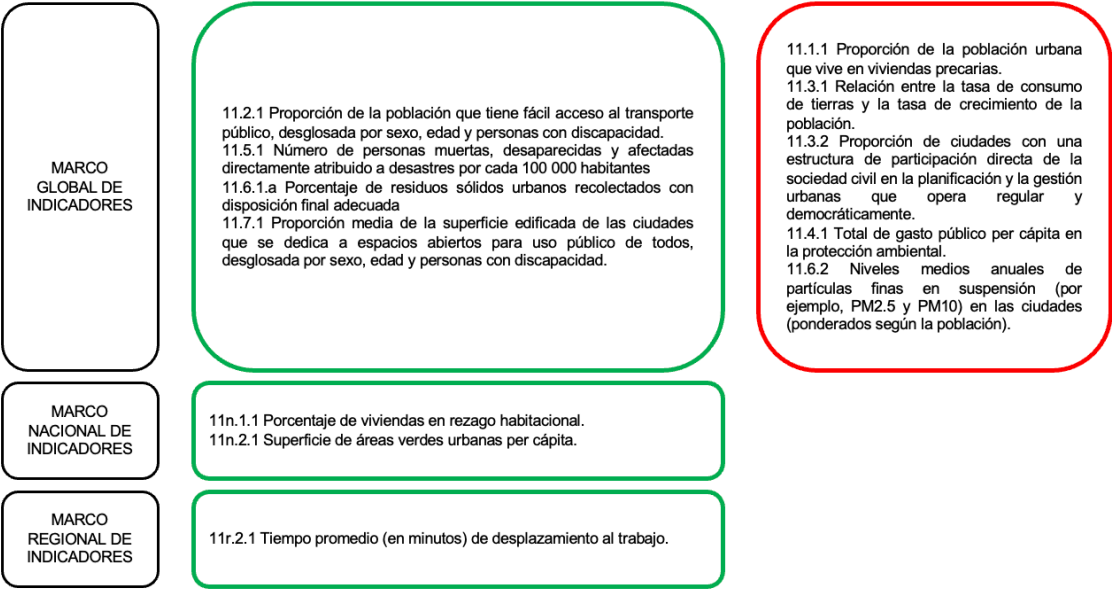 MARCO
GLOBAL DE
INDICADORES
11.2.1 Proporción de la población que tiene fácil acceso al transporte
público, desglosada por sexo, edad y personas con discapacidad.
11.5.1 Número de personas muertas, desaparecidas y afectadas
directamente atribuido a desastres por cada 100 000 habitantes
11.6.1.a Porcentaje de residuos sólidos urbanos recolectados con
disposición final adecuada
11.7.1 Proporción media de la superficie edificada de las ciudades
que se dedica a espacios abiertos para uso público de todos,
desglosada por sexo, edad y personas con discapacidad.
11.1.1 Proporción de la población urbana
que vive en viviendas precarias.
11.3.1 Relación entre la tasa de consumo
de tierras y la tasa de crecimiento de la
población.
11.3.2 Proporción de ciudades con una
estructura de participación directa de la
sociedad civil en la planificación y la gestión
urbanas que opera regular y
democráticamente.
11.4.1 Total de gasto público per cápita en
la protección ambiental.
11.6.2 Niveles medios anuales de
partículas finas en suspensión (por
ejemplo, PM2.5 y PM10) en las ciudades
(ponderados según la población).
MARCO
NACIONAL DE
INDICADORES
11n.1.1 Porcentaje de viviendas en rezago habitacional.
11n.2.1 Superficie de áreas verdes urbanas per cápita.
MARCO
REGIONAL DE
INDICADORES
11r.2.1 Tiempo promedio (en minutos) de desplazamiento al trabajo.